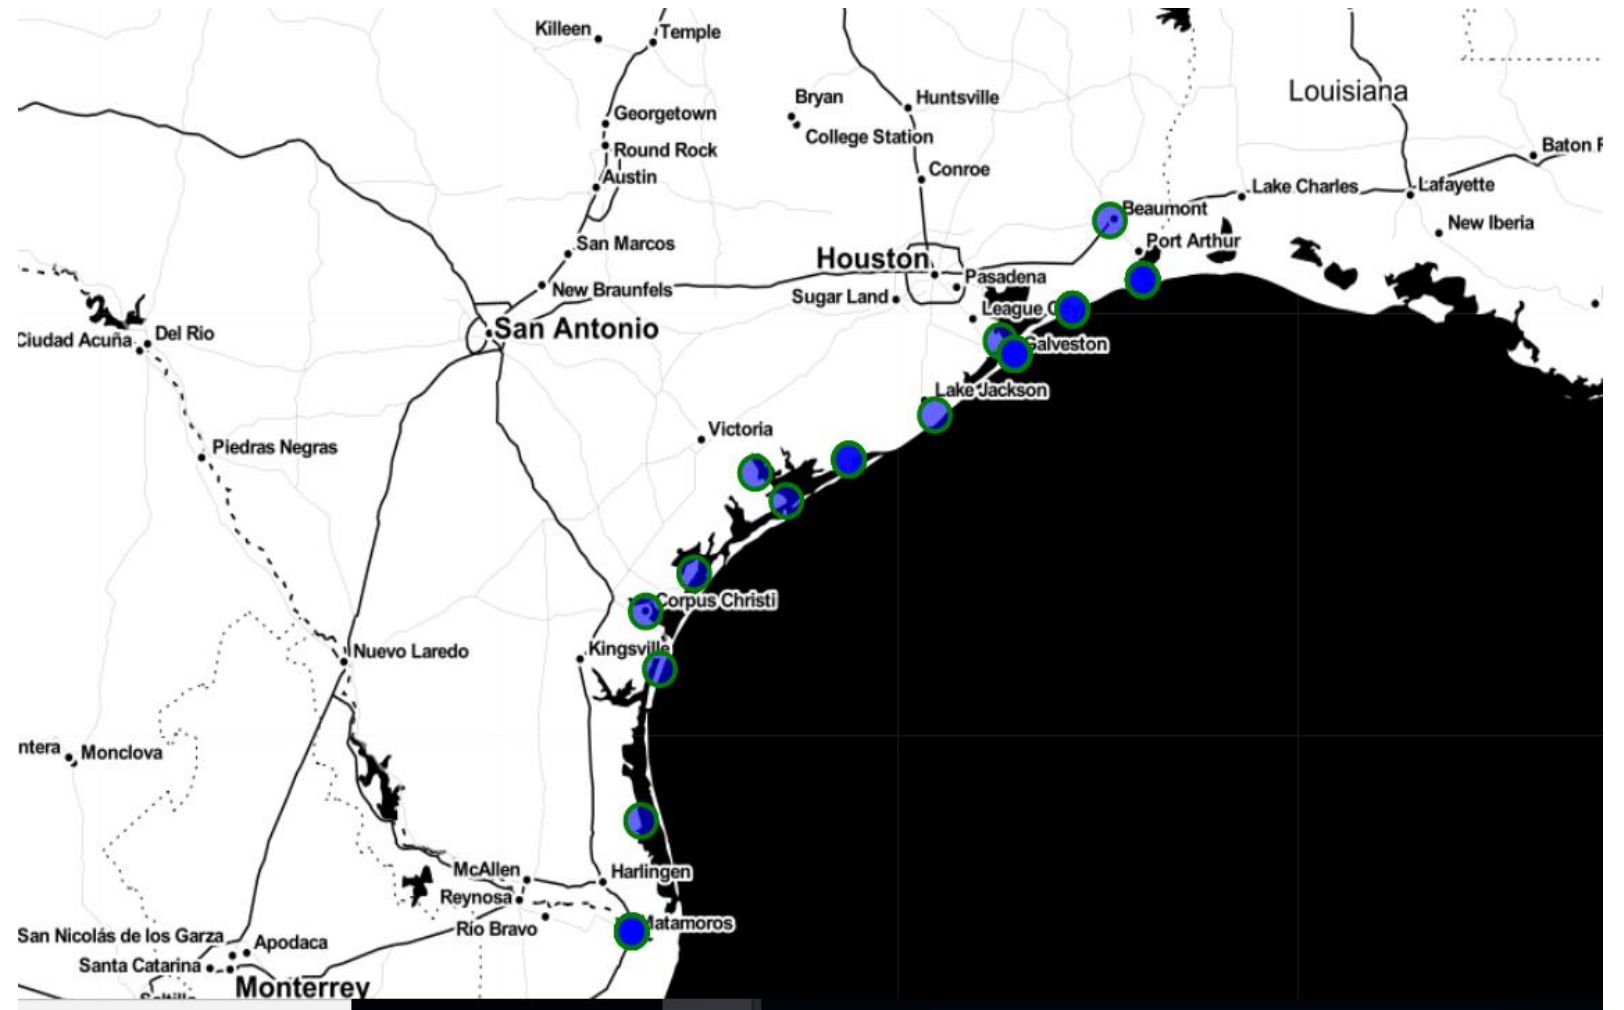 Killeen
Temple
Georgetown
Round Rock
Austin
San Marcos
New Braunfels
San Antonio
Bryan
College Station
Huntsville
Conroe
Houston
Pasadena
Sugar Land
League C
Galveston
Lake Jackson
Louisiana
Baton R
Lake Charles
Lafayette
New Iberia
Beaumont
Port Arthur
Ciudad Acuña
Del Rio
Piedras Negras
Victoria
Corpus Christi
Kingsville
Nuevo Laredo
ntera
Monclova
McAllen
Harlingen
Reynosa
Río Bravo
Matamoros
San Nicolás de los Garza
Apodaca
Santa Catarina
Monterrey